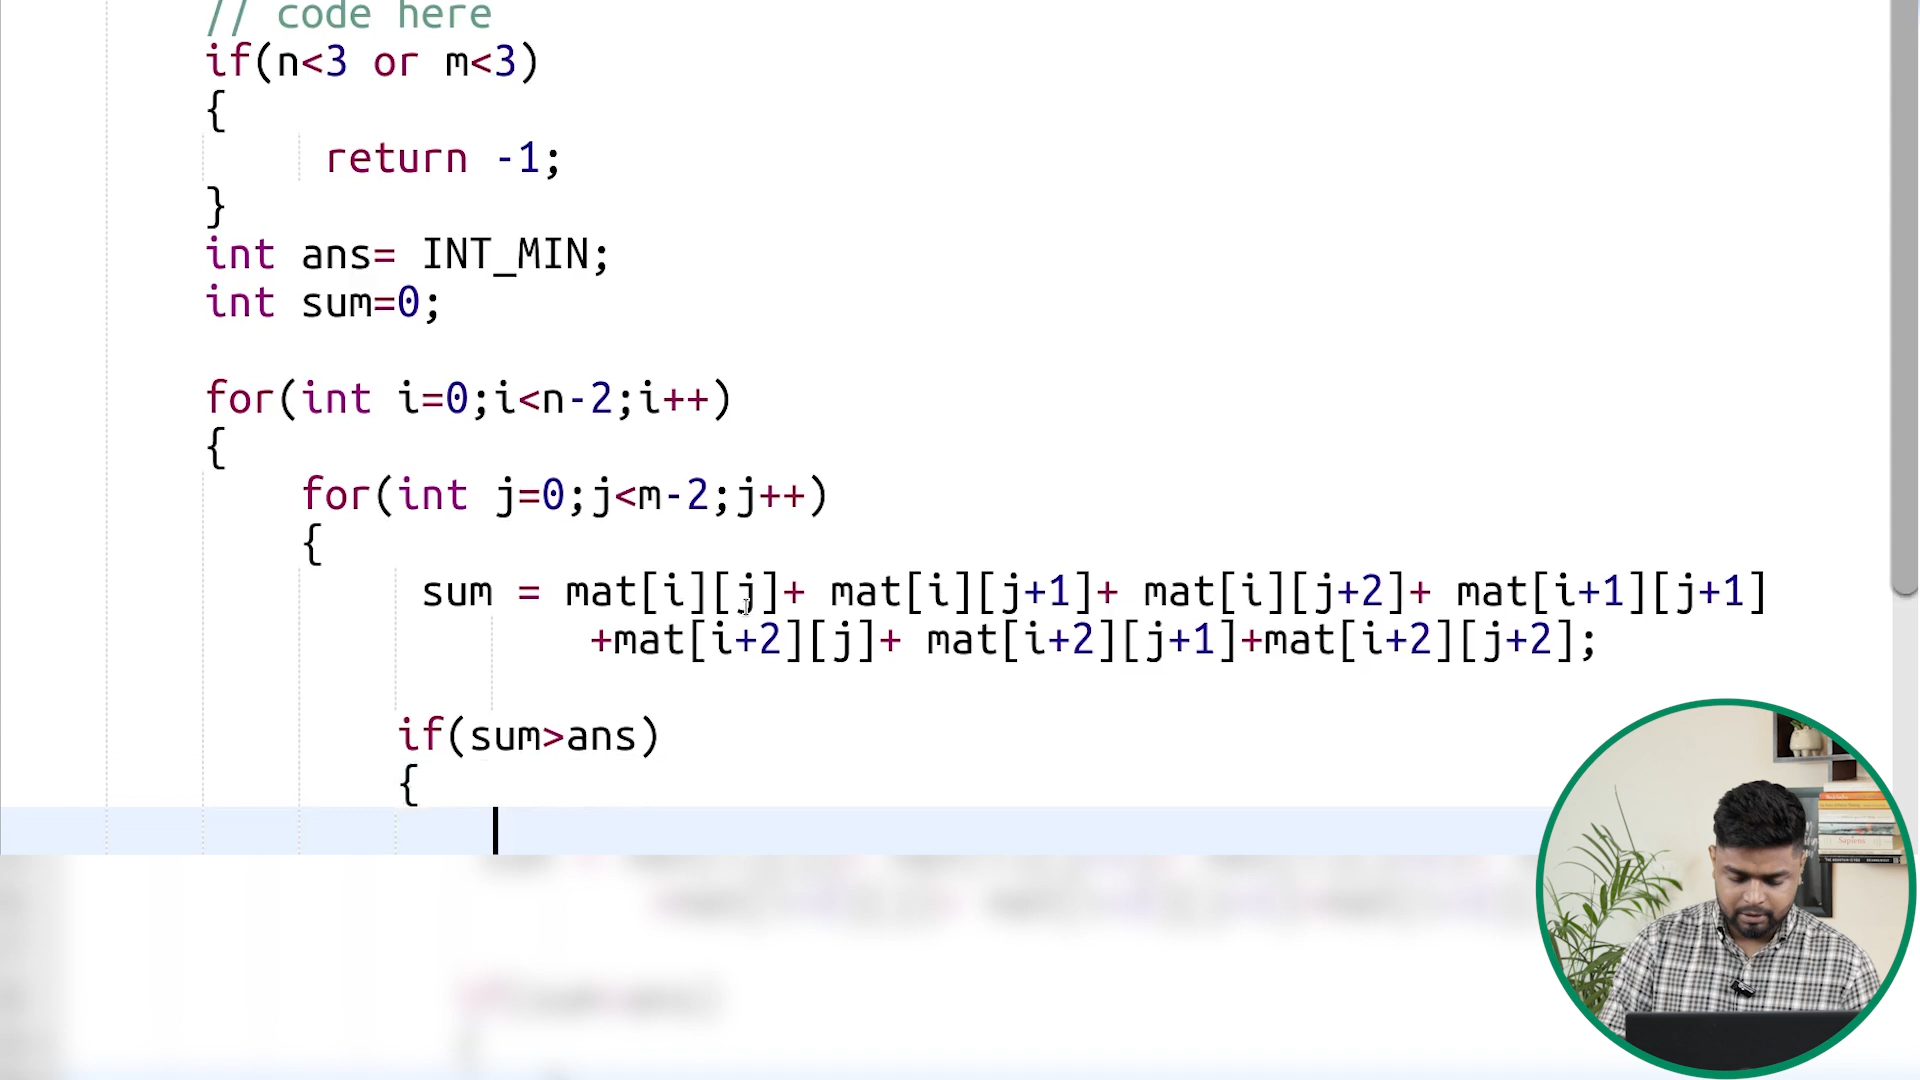 // code here
if(n<3 or m<3)
{
return -1;
}
int ans= INT_MIN;
int sum=0;
for(int i=0;i<n-2;i++)
{
for(int j=0;j<m-2;j++)
{
sum = mat[i][j]+ mat[i][j+1]+ mat[i][j+2]+ mat[i+1][j+1]
+mat[i+2][j]+ mat[i+2][j+1]+mat[i+2][j+2];
if(sum>ans)
{
Sapiens